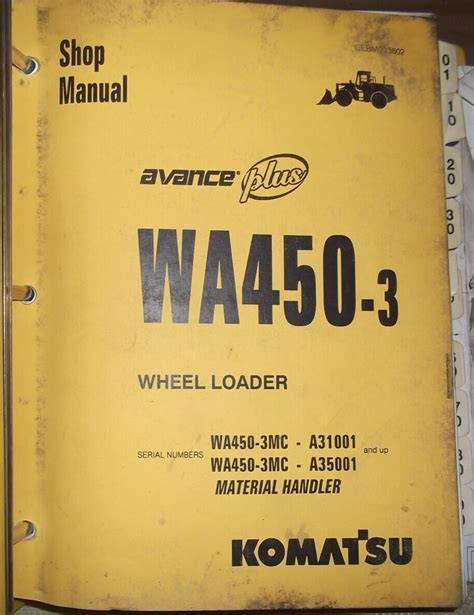 Shop
Manual
avance plus
WA450-3
WHEEL LOADER
SERIAL NUMBERS
WA450-3MC - A31001
WA450-3MC - A35001
and up
MATERIAL HANDLER
KOMATSU
01
10
20
30